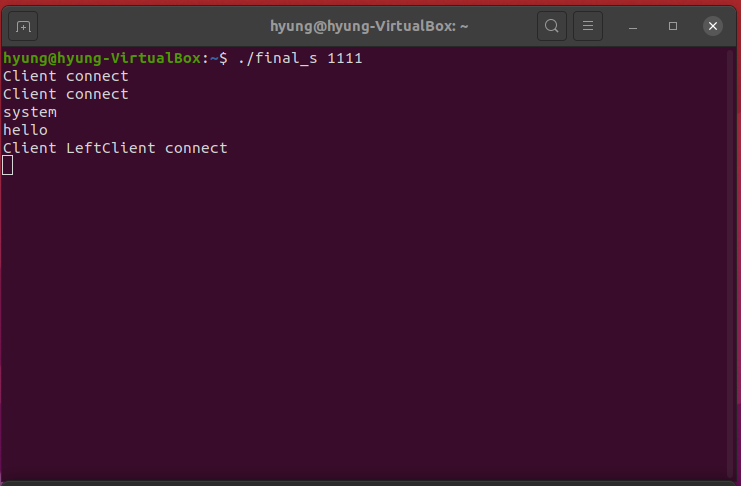 hyung@hyung-VirtualBox: ~
hyung@hyung-VirtualBox:~$ ./final_s 1111
Client connect
Client connect
system
hello
Client LeftClient connect